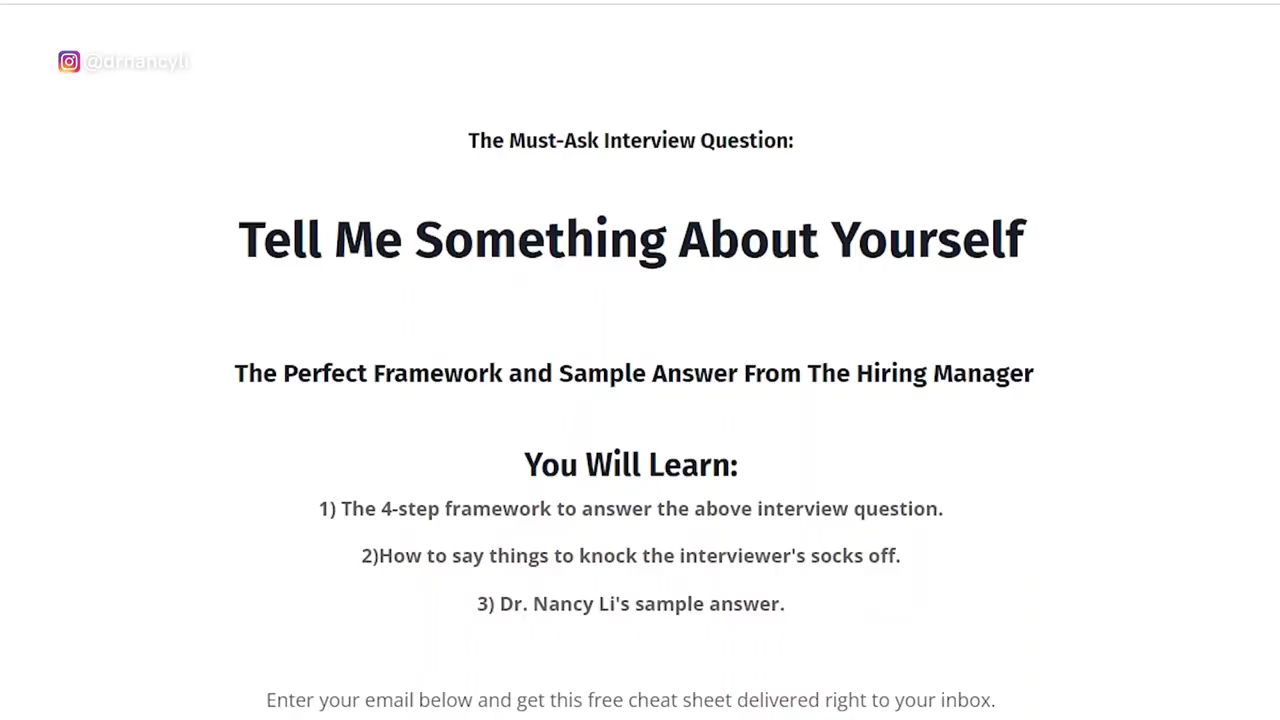 @drnancyli
The Must-Ask Interview Question:
Tell Me Something About Yourself
The Perfect Framework and Sample Answer From The Hiring Manager
You Will Learn:
1) The 4-step framework to answer the above interview question.
2)How to say things to knock the interviewer's socks off.
3) Dr. Nancy Li's sample answer.
Enter your email below and get this free cheat sheet delivered right to your inbox.